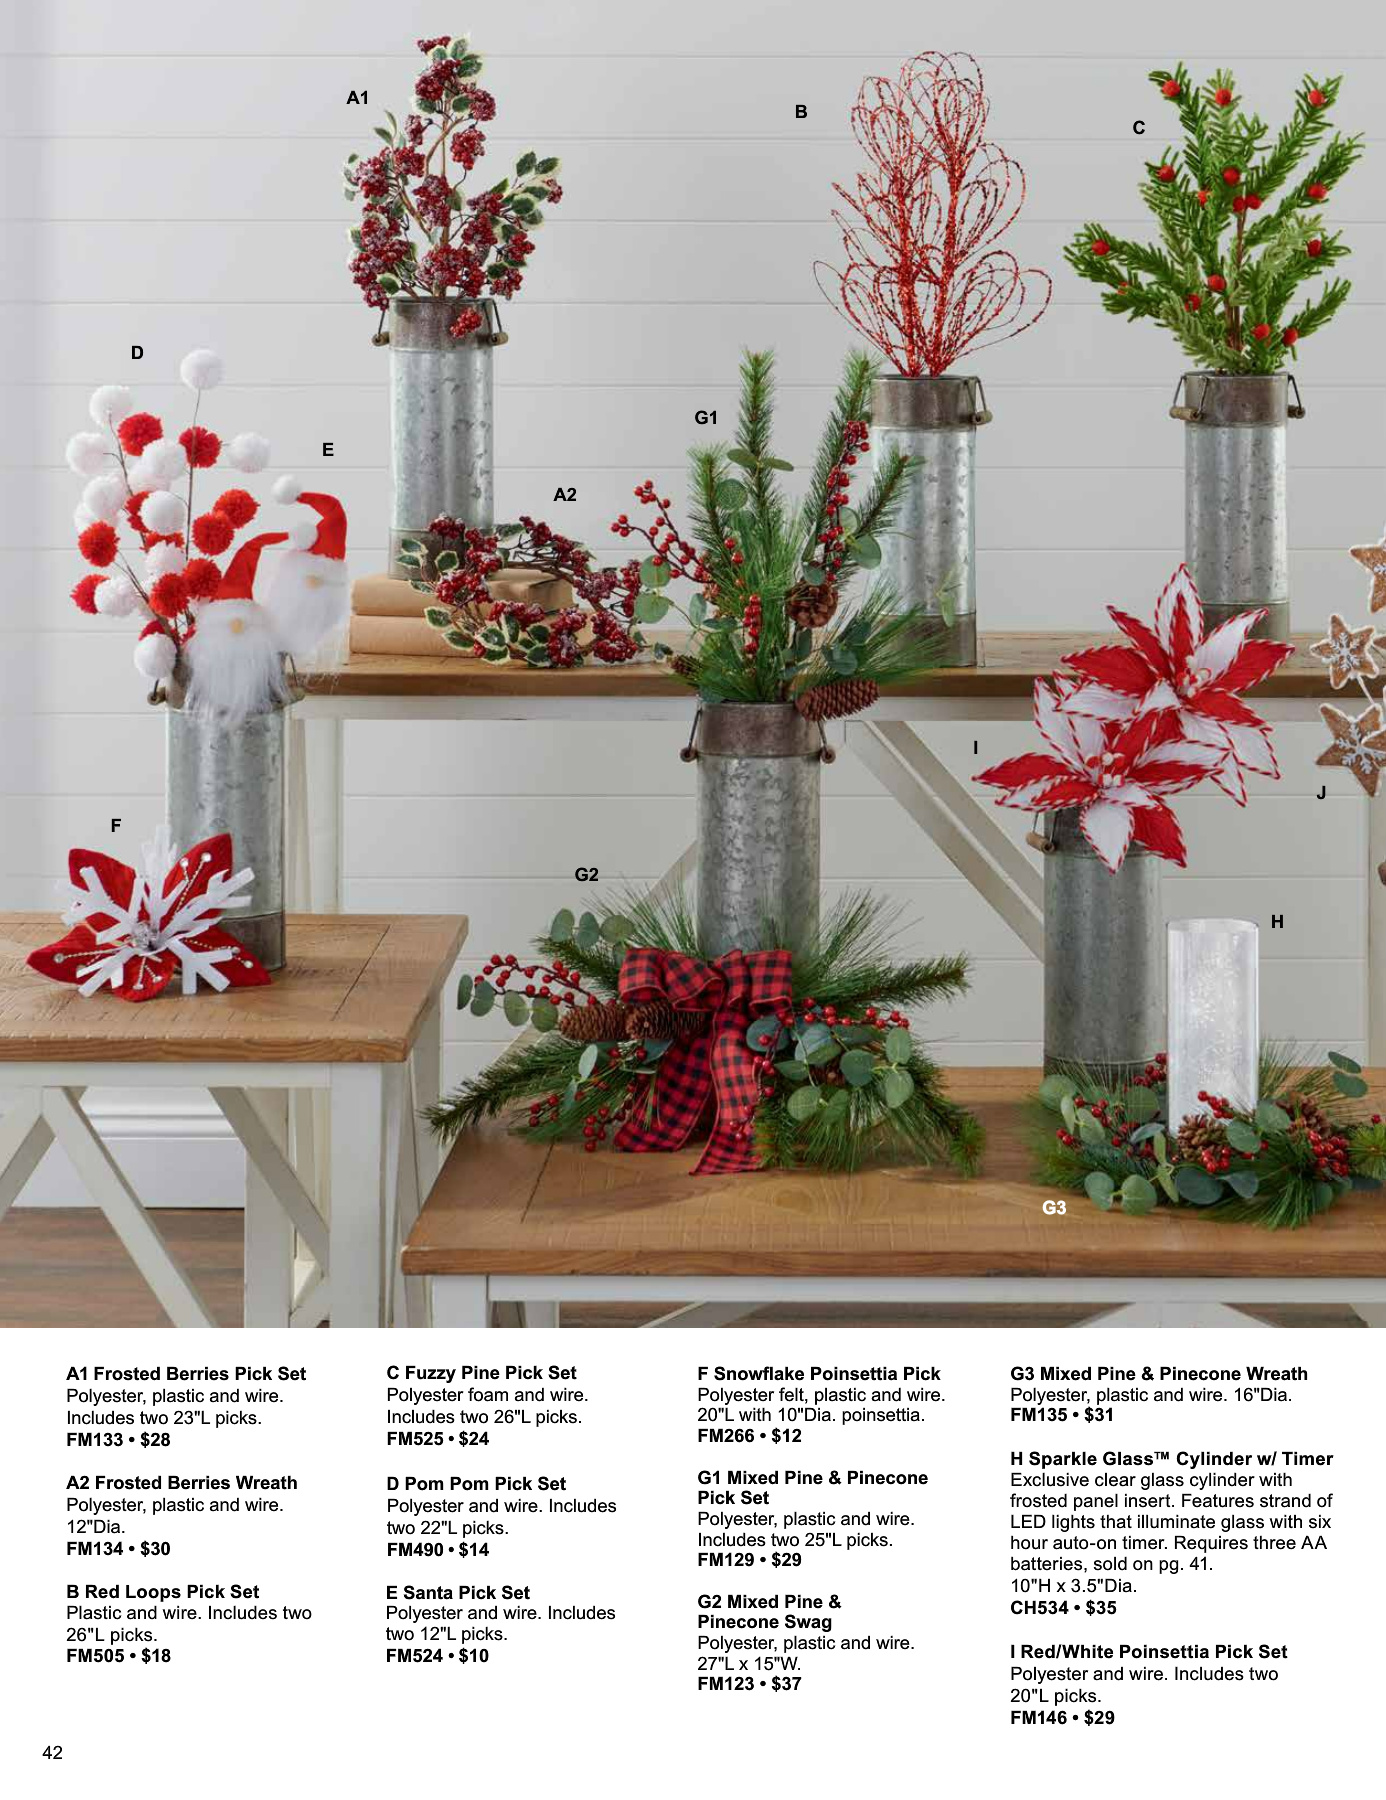 A1
B
C
D
G1
E
A2
I
J
F
G2
H
G3
A1 Frosted Berries Pick Set
Polyester, plastic and wire.
Includes two 23"L picks.
FM133 • $28
A2 Frosted Berries Wreath
Polyester, plastic and wire.
12"Dia.
FM134 • $30
B Red Loops Pick Set
Plastic and wire. Includes two
26"L picks.
FM505 • $18
C Fuzzy Pine Pick Set
Polyester foam and wire.
Includes two 26"L picks.
FM525 • $24
D Pom Pom Pick Set
Polyester and wire. Includes
two 22"L picks.
FM490 • $14
E Santa Pick Set
Polyester and wire. Includes
two 12"L picks.
FM524 • $10
F Snowflake Poinsettia Pick
Polyester felt, plastic and wire.
20"L with 10"Dia. poinsettia.
FM266 • $12
G1 Mixed Pine & Pinecone
Pick Set
Polyester, plastic and wire.
Includes two 25"L picks.
FM129 • $29
G2 Mixed Pine &
Pinecone Swag
Polyester, plastic and wire.
27"L x 15"W.
FM123 • $37
G3 Mixed Pine & Pinecone Wreath
Polyester, plastic and wire. 16"Dia.
FM135 • $31
H Sparkle Glass™ Cylinder w/ Timer
Exclusive clear glass cylinder with
frosted panel insert. Features strand of
LED lights that illuminate glass with six
hour auto-on timer. Requires three AA
batteries, sold on pg. 41.
10"H x 3.5"Dia.
CH534 • $35
I Red/White Poinsettia Pick Set
Polyester and wire. Includes two
20"L picks.
FM146 • $29
42